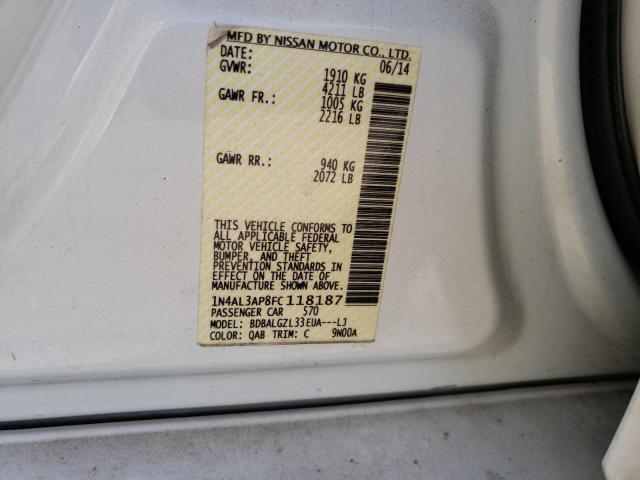 MFD BY NISSAN MOTOR CO., LTD.
DATE: 06/14
GVWR: 1910 KG
4211 LB
GAWR FR.: 1005 KG
2216 LB
GAWR RR.: 940 KG
2072 LB
THIS VEHICLE CONFORMS TO
ALL APPLICABLE FEDERAL
MOTOR VEHICLE SAFETY,
BUMPER, AND THEFT
PREVENTION STANDARDS IN
EFFECT ON THE DATE OF
MANUFACTURE SHOWN ABOVE.
1N4AL3AP8FC118187
PASSENGER CAR 570
MODEL: BDBALGZL33EUA---LJ
COLOR: QAB TRIM: C 9N00A